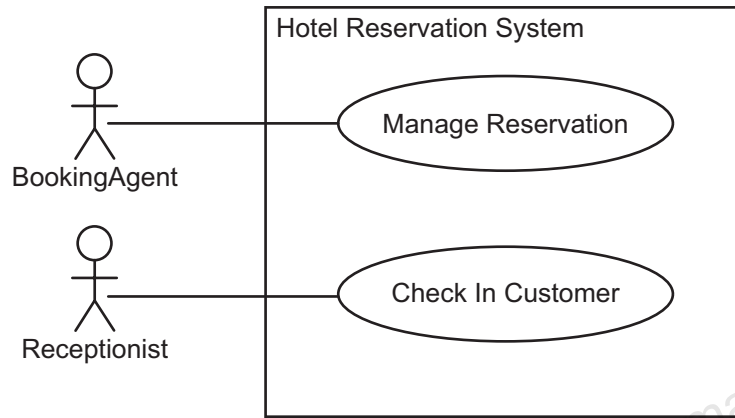 Hotel Reservation System
Manage Reservation
BookingAgent
Check In Customer
Receptionist